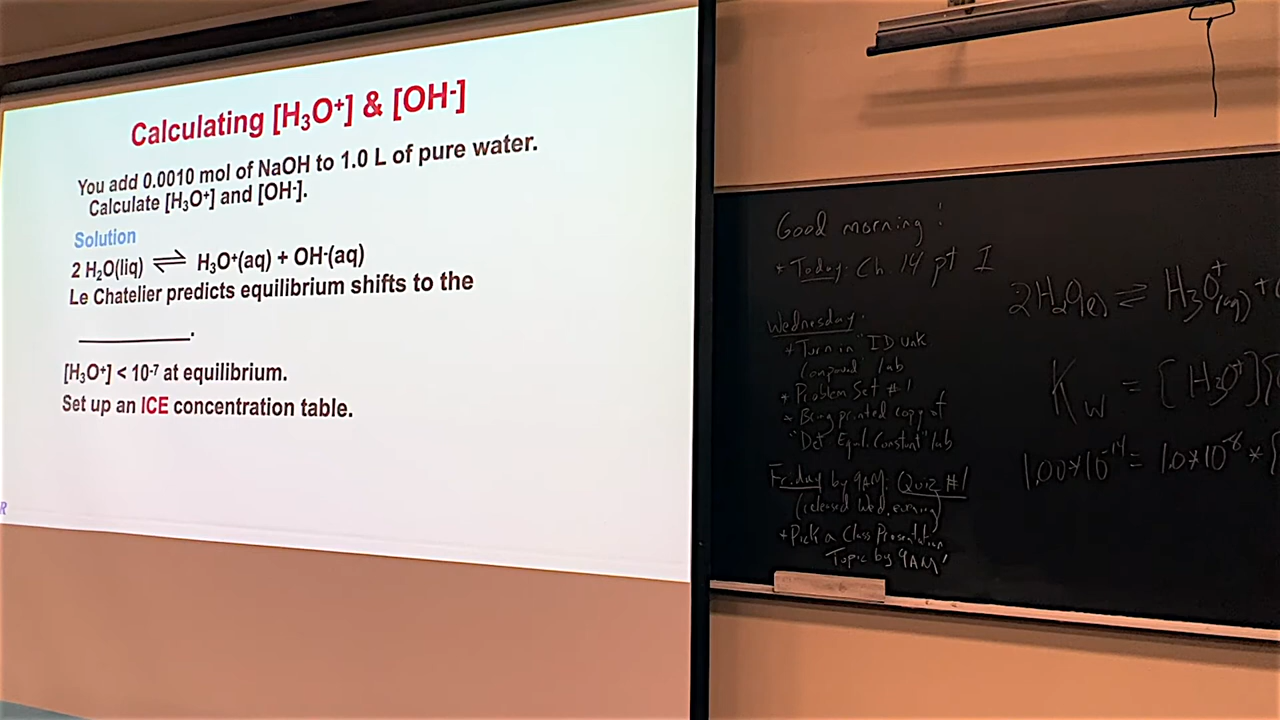 Calculating [H₃O⁺] & [OH⁻]
You add 0.0010 mol of NaOH to 1.0 L of pure water.
Calculate [H₃O⁺] and [OH⁻].
Solution
2 H₂O(liq) ⇌ H₃O⁺(aq) + OH⁻(aq)
Le Chatelier predicts equilibrium shifts to the
__________.
[H₃O⁺] < 10⁻⁷ at equilibrium.
Set up an ICE concentration table.
R
Good morning!
* Today: Ch. 14 pt I
Wednesday:
* Turn in "ID Unk
Compound" lab
* Problem Set #1
* Bring printed copy of
"Det Equil. Constant" lab
Friday by 9AM: Quiz #1
(released Wed. evening)
* Pick a Class Presentation
Topic by 9AM!
2H₂O(l) ⇌ H₃O⁺(aq) +
K_w = [H₃O⁺][
1.00*10⁻¹⁴ = 1.0*10⁻⁸ * [